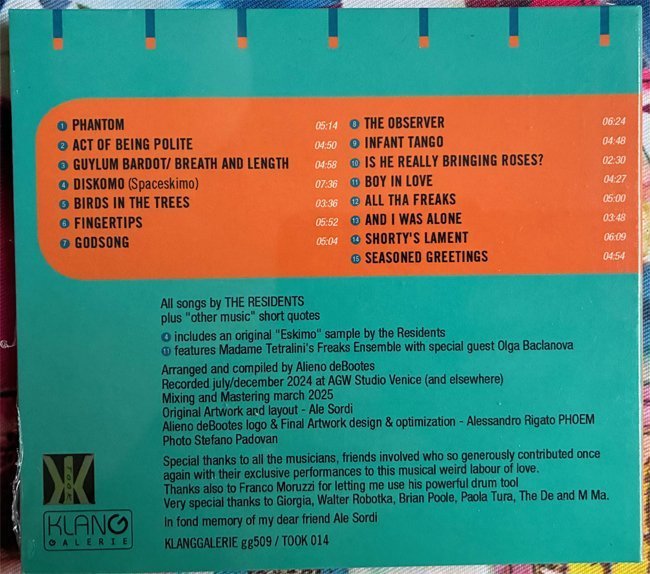 1 PHANTOM 05:14
2 ACT OF BEING POLITE 04:50
3 GUYLUM BARDOT/ BREATH AND LENGTH 04:58
4 DISKOMO (Spaceskimo) 07:36
5 BIRDS IN THE TREES 03:36
6 FINGERTIPS 05:52
7 GODSONG 05:04
8 THE OBSERVER 06:24
9 INFANT TANGO 04:48
10 IS HE REALLY BRINGING ROSES? 02:30
11 BOY IN LOVE 04:27
12 ALL THA FREAKS 05:00
13 AND I WAS ALONE 03:48
14 SHORTY'S LAMENT 06:09
15 SEASONED GREETINGS 04:54
All songs by THE RESIDENTS
plus "other music" short quotes
4 includes an original "Eskimo" sample by the Residents
11 features Madame Tetralini's Freaks Ensemble with special guest Olga Baclanova
Arranged and compiled by Alieno deBootes
Recorded july/december 2024 at AGW Studio Venice (and elsewhere)
Mixing and Mastering march 2025
Original Artwork and layout - Ale Sordi
Alieno deBootes logo & Final Artwork design & optimization - Alessandro Rigato PHOEM
Photo Stefano Padovan
Special thanks to all the musicians, friends involved who so generously contributed once
again with their exclusive performances to this musical weird labour of love.
Thanks also to Franco Moruzzi for letting me use his powerful drum tool
Very special thanks to Giorgia, Walter Robotka, Brian Poole, Paola Tura, The De and M Ma.
In fond memory of my dear friend Ale Sordi
KLANG
GALERIE
KLANGGALERIE gg509 / TOOK 014